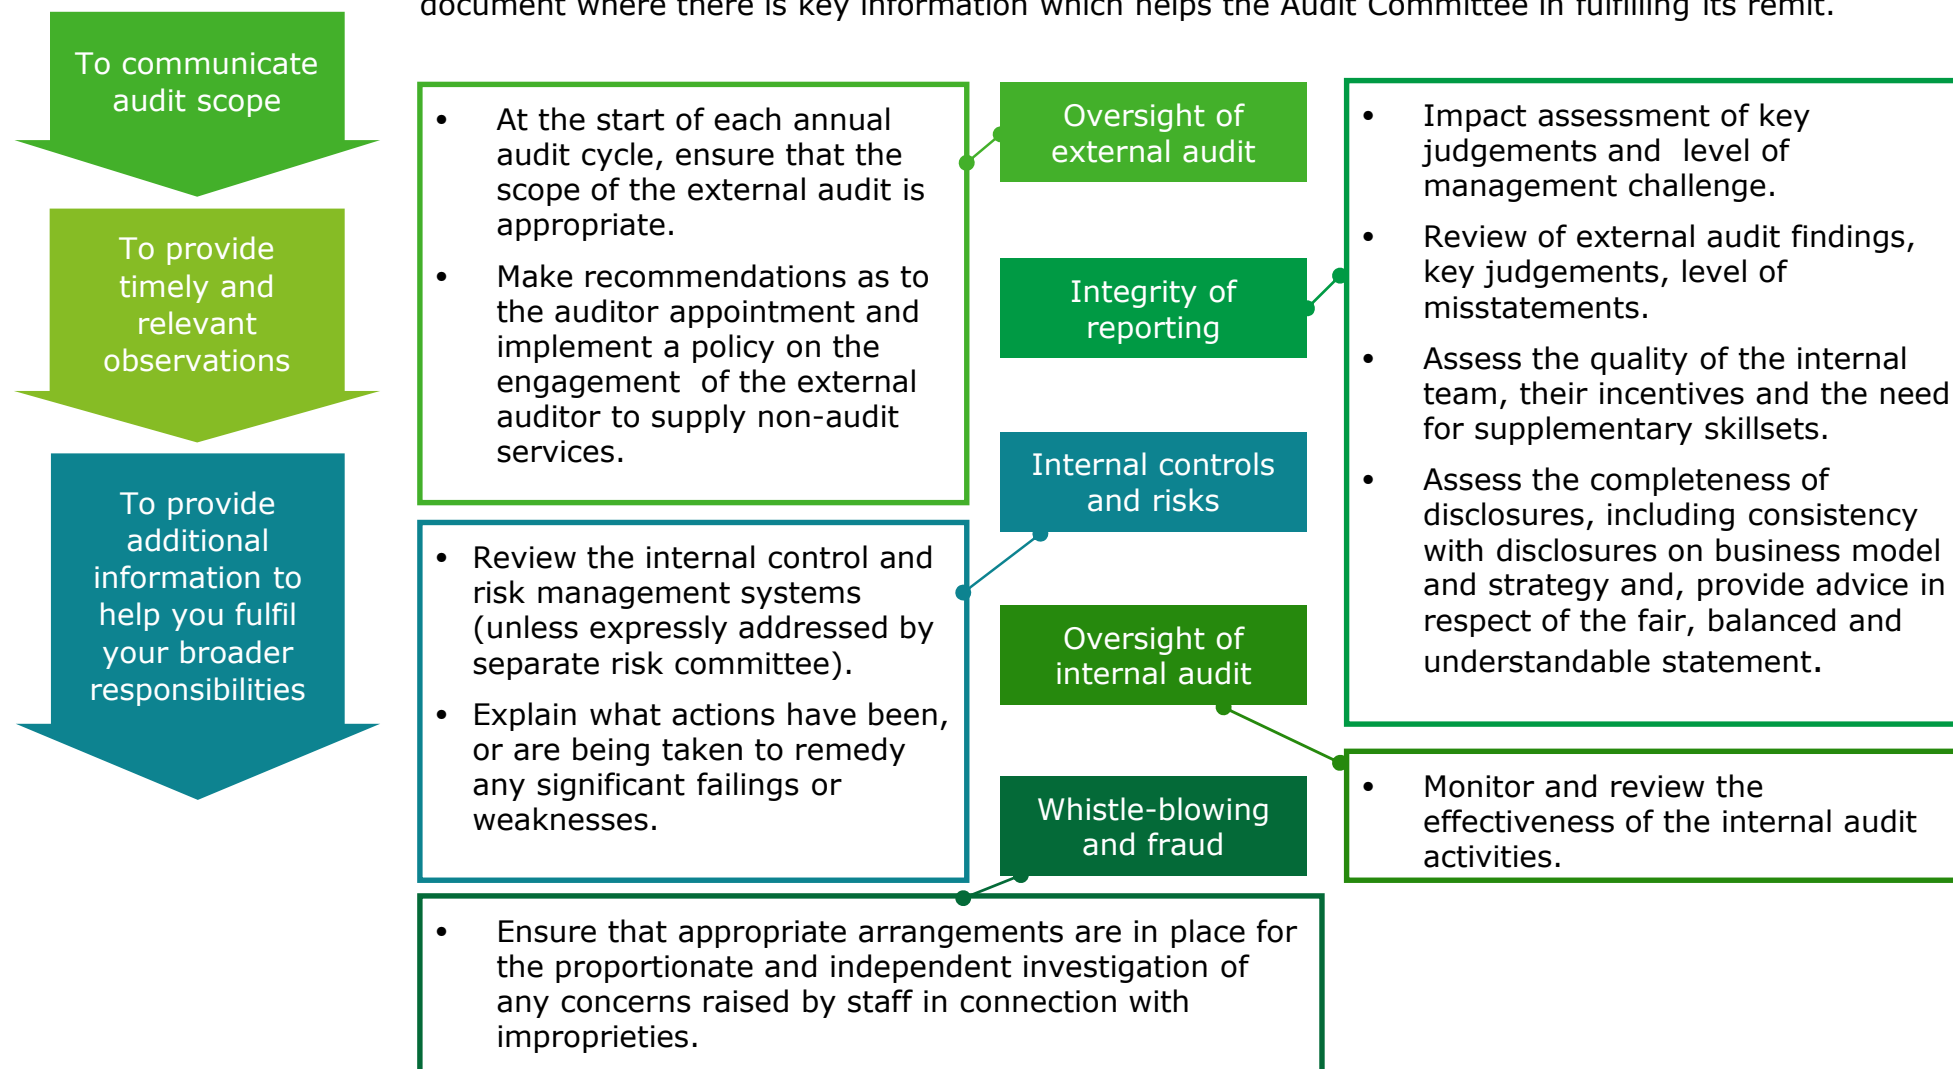 document where there is key information which helps the Audit Committee in fulfilling its remit.
To communicate
audit scope
To provide
timely and
relevant
observations
To provide
additional
information to
help you fulfil
your broader
responsibilities
• At the start of each annual
audit cycle, ensure that the
scope of the external audit is
appropriate.
• Make recommendations as to
the auditor appointment and
implement a policy on the
engagement of the external
auditor to supply non-audit
services.
• Review the internal control and
risk management systems
(unless expressly addressed by
separate risk committee).
• Explain what actions have been,
or are being taken to remedy
any significant failings or
weaknesses.
• Ensure that appropriate arrangements are in place for
the proportionate and independent investigation of
any concerns raised by staff in connection with
improprieties.
Oversight of
external audit
Integrity of
reporting
Internal controls
and risks
Oversight of
internal audit
Whistle-blowing
and fraud
• Impact assessment of key
judgements and level of
management challenge.
• Review of external audit findings,
key judgements, level of
misstatements.
• Assess the quality of the internal
team, their incentives and the need
for supplementary skillsets.
• Assess the completeness of
disclosures, including consistency
with disclosures on business model
and strategy and, provide advice in
respect of the fair, balanced and
understandable statement.
• Monitor and review the
effectiveness of the internal audit
activities.